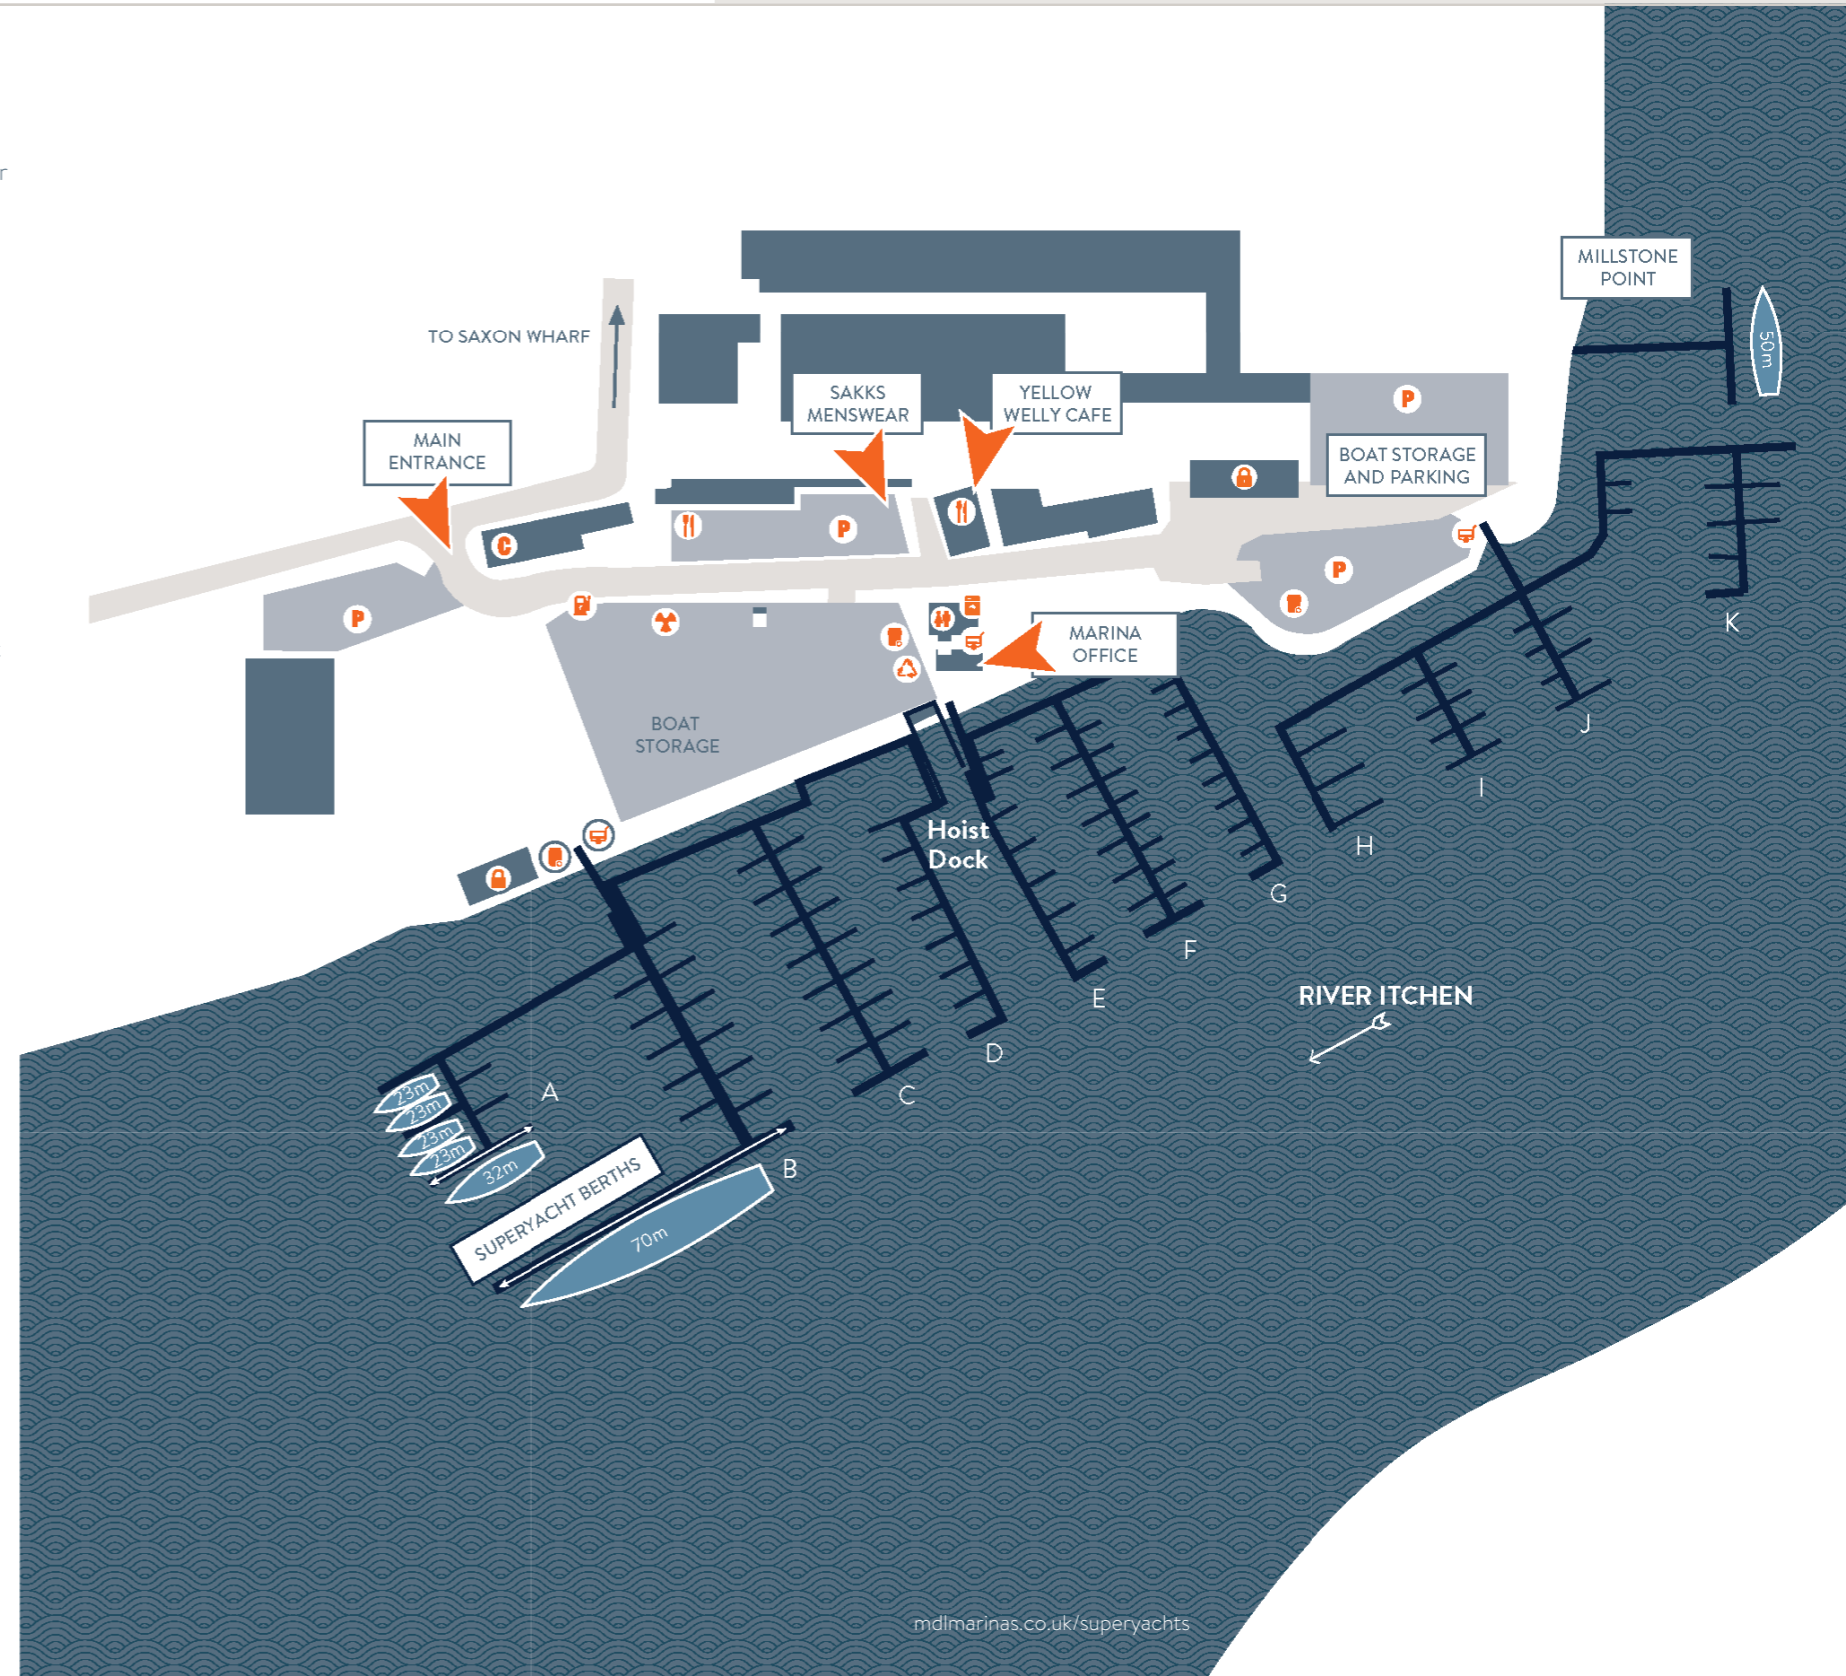 r
MILLSTONE
POINT
50m
TO SAXON WHARF
SAKKS
MENSWEAR
YELLOW
WELLY CAFE
P
MAIN
ENTRANCE
BOAT STORAGE
AND PARKING
C
P
P
P
MARINA
OFFICE
K
BOAT
STORAGE
J
I
Hoist
Dock
H
G
F
E
RIVER ITCHEN
D
A
C
23m
23m
23m
23m
32m
SUPERYACHT BERTHS
B
70m
mdlmarinas.co.uk/superyachts